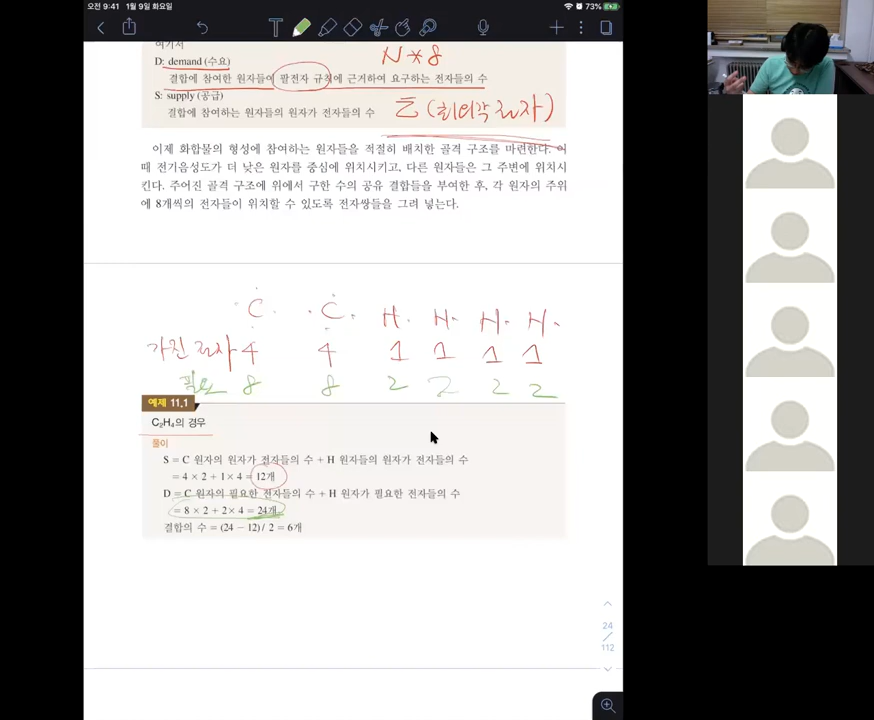 오전 9:41 1월 9일 화요일
73%
여기서
D: demand (수요)
N*8
결합에 참여한 원자들이 팔전자 규칙에 근거하여 요구하는 전자들의 수
S: supply (공급)
결합에 참여하는 원자들의 원자가 전자들의 수
Σ (최외각 전자)
이제 화합물의 형성에 참여하는 원자들을 적절히 배치한 골격 구조를 마련한다. 이
때 전기음성도가 더 낮은 원자를 중심에 위치시키고, 다른 원자들은 그 주변에 위치시
킨다. 주어진 골격 구조에 위에서 구한 수의 공유 결합들을 부여한 후, 각 원자의 주위
에 8개씩의 전자들이 위치할 수 있도록 전자쌍들을 그려 넣는다.
C C H H H H
가진 전자 4 4 1 1 1 1
필요 8 8 2 2 2 2
예제 11.1
C₂H₄의 경우
풀이
S = C 원자의 원자가 전자들의 수 + H 원자들의 원자가 전자들의 수
= 4 × 2 + 1 × 4 = 12개
D = C 원자의 필요한 전자들의 수 + H 원자가 필요한 전자들의 수
= 8 × 2 + 2 × 4 = 24개
결합의 수 = (24 − 12) / 2 = 6개
24
/
112